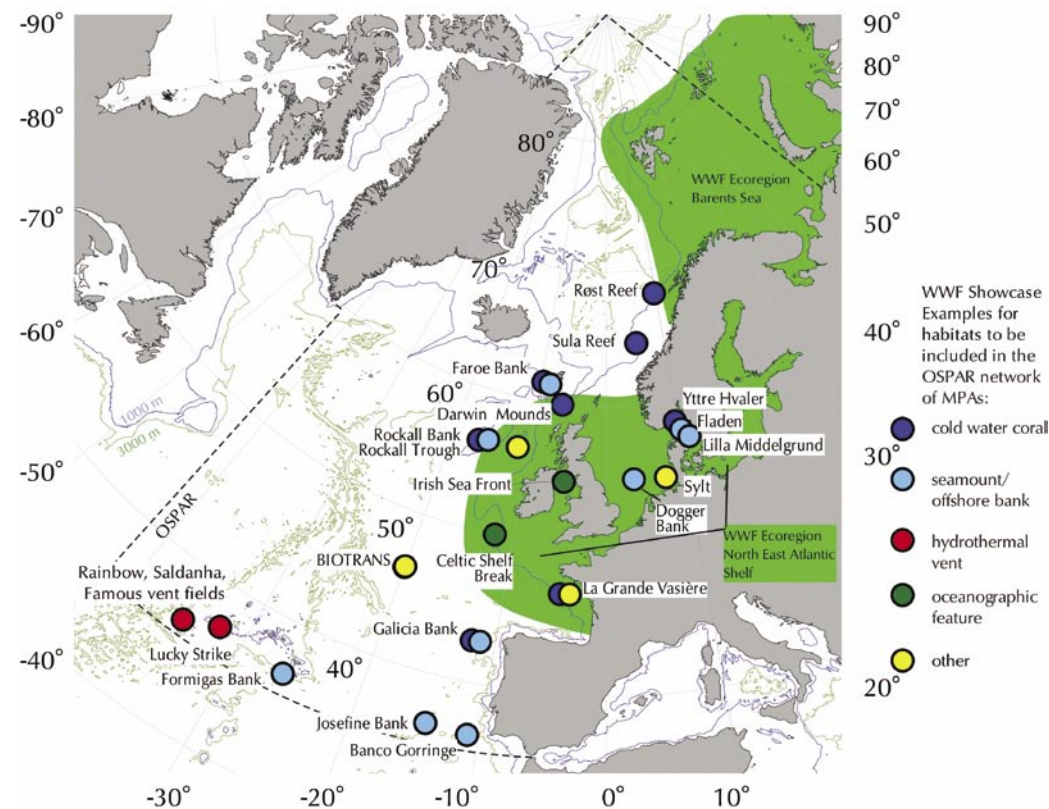 -90°
-80°
-70°
-60°
-50°
-40°
-30°
-20°
-10°
0°
10°
90°
80°
70°
60°
50°
40°
30°
20°
80°
70°
60°
50°
40°
WWF Ecoregion
Barents Sea
Røst Reef
Sula Reef
Faroe Bank
Darwin Mounds
Rockall Bank
Rockall Trough
Irish Sea Front
Yttre Hvaler
Fladen
Lilla Middelgrund
Sylt
Dogger
Bank
WWF Ecoregion
North East Atlantic
Shelf
1000 m
3000 m
OSPAR
BIOTRANS
Celtic Shelf
Break
La Grande Vasière
Rainbow, Saldanha,
Famous vent fields
Lucky Strike
Formigas Bank
Galicia Bank
Josefine Bank
Banco Gorringe
WWF Showcase
Examples for
habitats to be
included in the
OSPAR network
of MPAs:
cold water coral
seamount/
offshore bank
hydrothermal
vent
oceanographic
feature
other